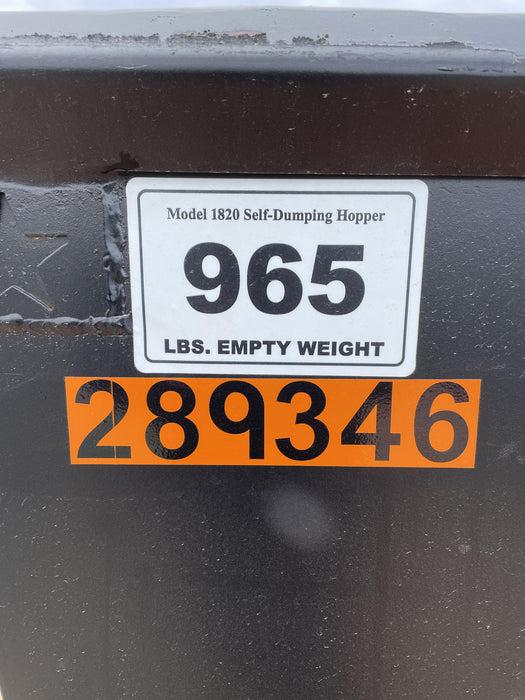 Model 1820 Self-Dumping Hopper
965
LBS. EMPTY WEIGHT
289346